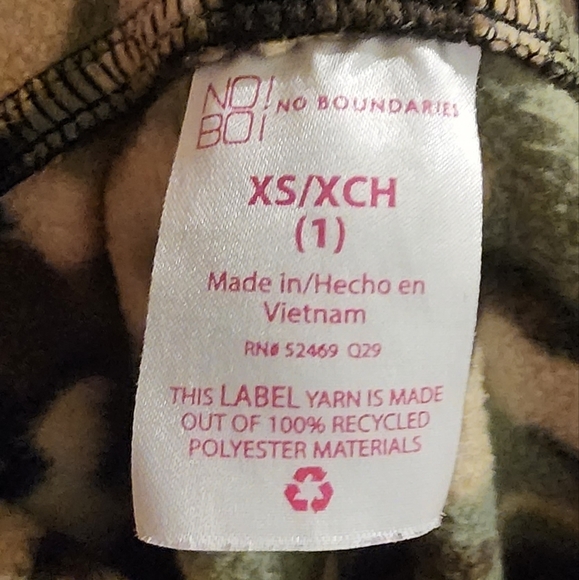 NO!
BO!
NO BOUNDARIES
XS/XCH
(1)
Made in/Hecho en
Vietnam
RN# 52469 Q29
THIS LABEL YARN IS MADE
OUT OF 100% RECYCLED
POLYESTER MATERIALS